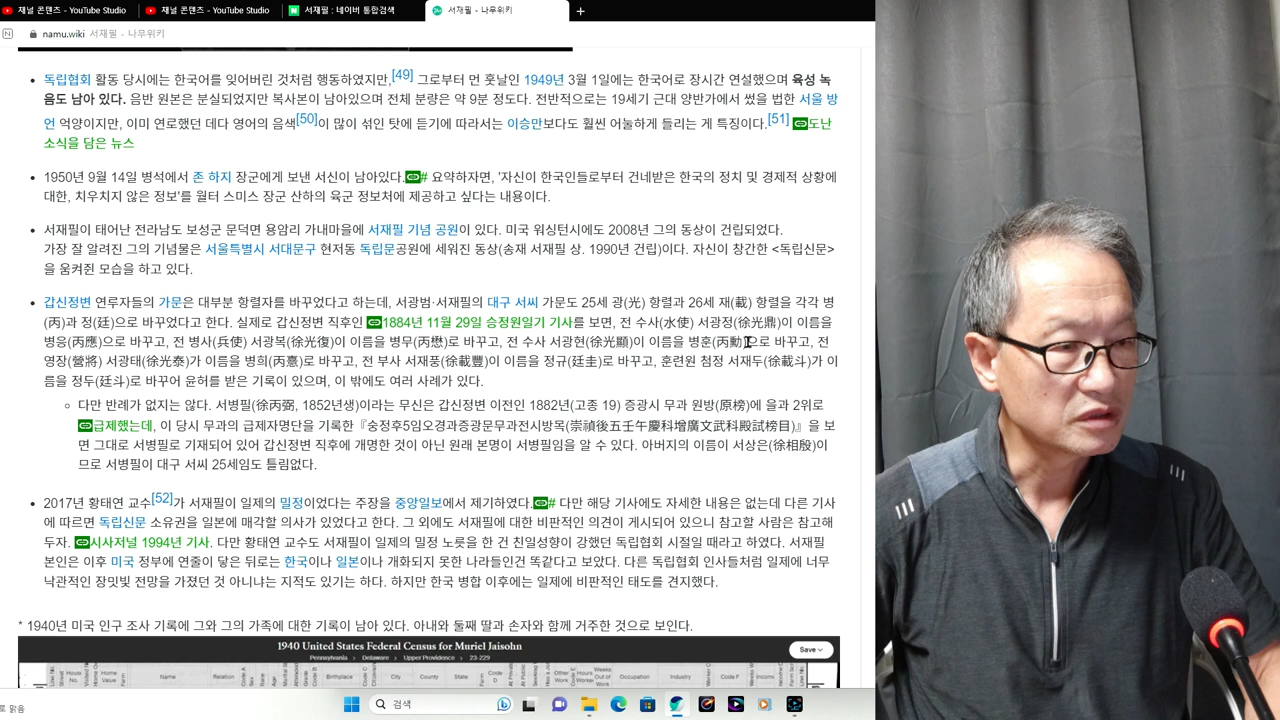 재널 콘텐츠 - YouTube Studio
재널 콘텐츠 - YouTube Studio
서재필 : 네이버 통합검색
서재필 - 나무위키
namu.wiki 서재필 - 나무위키
독립협회 활동 당시에는 한국어를 잊어버린 것처럼 행동하였지만,[49] 그로부터 먼 훗날인 1949년 3월 1일에는 한국어로 장시간 연설했으며 육성 녹
음도 남아 있다. 음반 원본은 분실되었지만 복사본이 남아있으며 전체 분량은 약 9분 정도다. 전반적으로는 19세기 근대 양반가에서 썼을 법한 서울 방
언 억양이지만, 이미 연로했던 데다 영어의 음색[50]이 많이 섞인 탓에 듣기에 따라서는 이승만보다도 훨씬 어눌하게 들리는 게 특징이다.[51] 도난
소식을 담은 뉴스
1950년 9월 14일 병석에서 존 하지 장군에게 보낸 서신이 남아있다.# 요약하자면, '자신이 한국인들로부터 건네받은 한국의 정치 및 경제적 상황에
대한, 치우치지 않은 정보'를 월터 스미스 장군 산하의 육군 정보처에 제공하고 싶다는 내용이다.
서재필이 태어난 전라남도 보성군 문덕면 용암리 가내마을에 서재필 기념 공원이 있다. 미국 워싱턴시에도 2008년 그의 동상이 건립되었다.
가장 잘 알려진 그의 기념물은 서울특별시 서대문구 현저동 독립문공원에 세워진 동상(송재 서재필 상. 1990년 건립)이다. 자신이 창간한 <독립신문>
을 움켜쥔 모습을 하고 있다.
갑신정변 연루자들의 가문은 대부분 항렬자를 바꾸었다고 하는데, 서광범·서재필의 대구 서씨 가문도 25세 광(光) 항렬과 26세 재(載) 항렬을 각각 병
(丙)과 정(廷)으로 바꾸었다고 한다. 실제로 갑신정변 직후인 1884년 11월 29일 승정원일기 기사를 보면, 전 수사(水使) 서광정(徐光鼎)이 이름을
병응(丙應)으로 바꾸고, 전 병사(兵使) 서광복(徐光復)이 이름을 병무(丙懋)로 바꾸고, 전 수사 서광현(徐光顯)이 이름을 병훈(丙勳)으로 바꾸고, 전
영장(營將) 서광태(徐光泰)가 이름을 병희(丙憙)로 바꾸고, 전 부사 서재풍(徐載豐)이 이름을 정규(廷圭)로 바꾸고, 훈련원 첨정 서재두(徐載斗)가 이
름을 정두(廷斗)로 바꾸어 윤허를 받은 기록이 있으며, 이 밖에도 여러 사례가 있다.
다만 반례가 없지는 않다. 서병필(徐丙弼, 1852년생)이라는 무신은 갑신정변 이전인 1882년(고종 19) 증광시 무과 원방(原榜)에 을과 2위로
급제했는데, 이 당시 무과의 급제자명단을 기록한 『숭정후5임오경과증광문무과전시방목(崇禎後五壬午慶科增廣文武科殿試榜目)』을 보
면 그대로 서병필로 기재되어 있어 갑신정변 직후에 개명한 것이 아닌 원래 본명이 서병필임을 알 수 있다. 아버지의 이름이 서상은(徐相殷)이
므로 서병필이 대구 서씨 25세임도 틀림없다.
2017년 황태연 교수[52]가 서재필이 일제의 밀정이었다는 주장을 중앙일보에서 제기하였다.# 다만 해당 기사에도 자세한 내용은 없는데 다른 기사
에 따르면 독립신문 소유권을 일본에 매각할 의사가 있었다고 한다. 그 외에도 서재필에 대한 비판적인 의견이 게시되어 있으니 참고할 사람은 참고해
두자. 시사저널 1994년 기사. 다만 황태연 교수도 서재필이 일제의 밀정 노릇을 한 건 친일성향이 강했던 독립협회 시절일 때라고 하였다. 서재필
본인은 이후 미국 정부에 연줄이 닿은 뒤로는 한국이나 일본이나 개화되지 못한 나라들인건 똑같다고 보았다. 다른 독립협회 인사들처럼 일제에 너무
낙관적인 장밋빛 전망을 가졌던 것 아니냐는 지적도 있기는 하다. 하지만 한국 병합 이후에는 일제에 비판적인 태도를 견지했다.
* 1940년 미국 인구 조사 기록에 그와 그의 가족에 대한 기록이 남아 있다. 아내와 둘째 딸과 손자와 함께 거주한 것으로 보인다.
1940 United States Federal Census for Muriel Jaisohn
Pennsylvania > Delaware > Upper Providence > 23-229
Save
Name
Relation
Birthplace
City
County
State
Occupation
Industry
Code F
검색
로 맑음